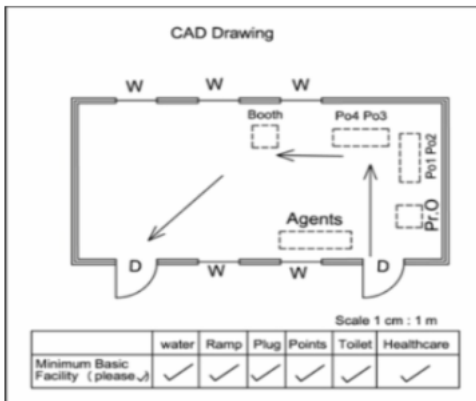 CAD Drawing
W W W
Booth
Po4 Po3
Po1 Po2
Pr.O
Agents
D W W D
Scale 1 cm : 1 m
water Ramp Plug Points Toilet Healthcare
Minimum Basic
Facility ( please ✓)
✓ ✓ ✓ ✓ ✓ ✓